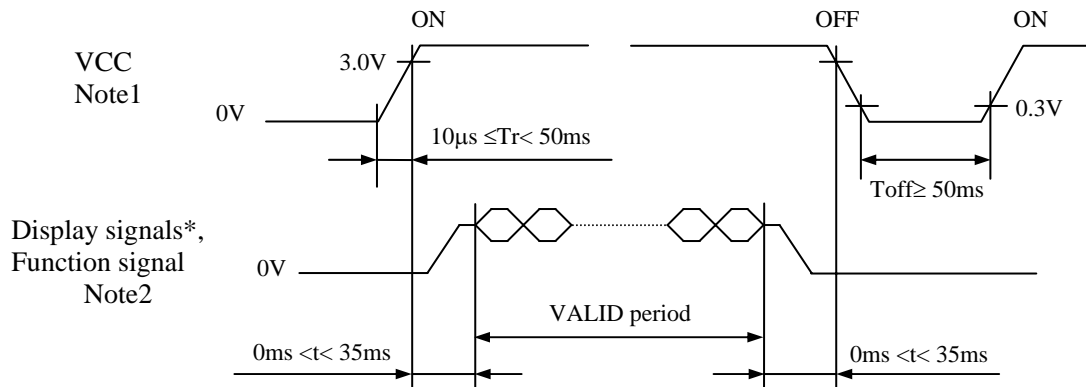 ON
OFF
ON
VCC
Note1
3.0V
0V
0.3V
10μs ≤Tr< 50ms
Toff≥ 50ms
Display signals*,
Function signal
Note2
0V
VALID period
0ms <t< 35ms
0ms <t< 35ms